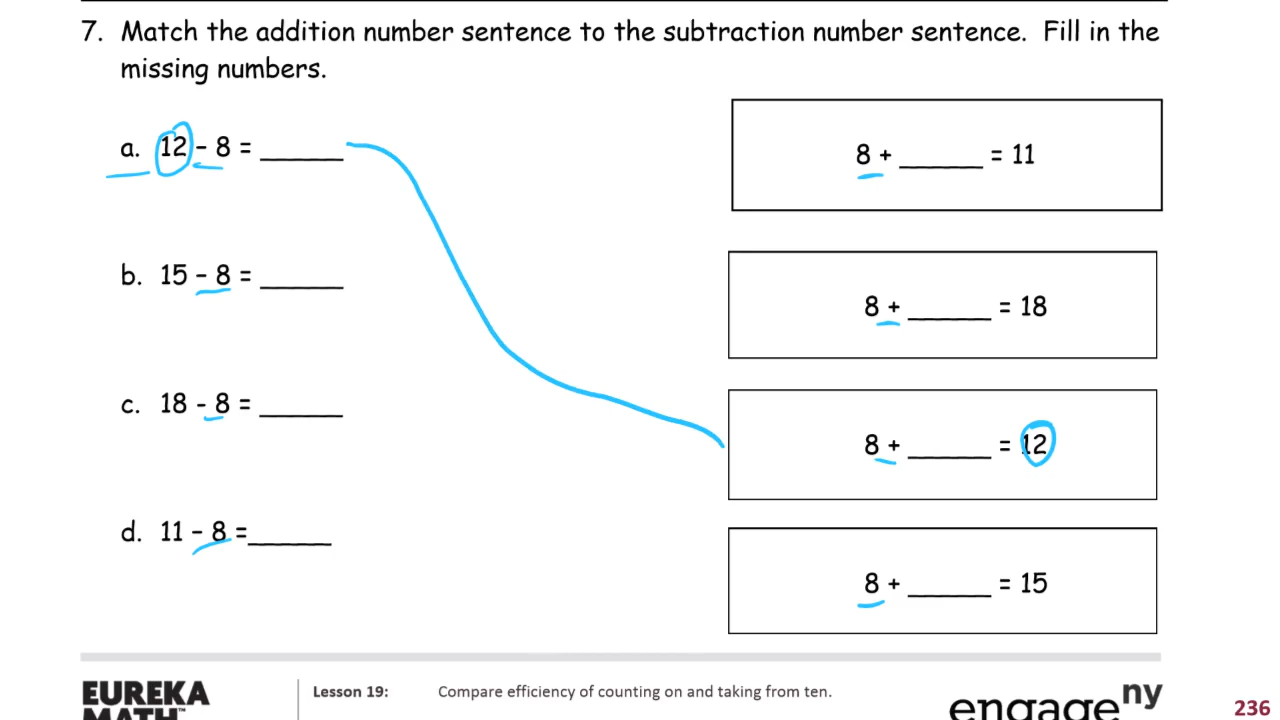 7. Match the addition number sentence to the subtraction number sentence. Fill in the
missing numbers.
a. 12 - 8 = ______
8 + ______ = 11
b. 15 - 8 = ______
8 + ______ = 18
c. 18 - 8 = ______
8 + ______ = 12
d. 11 - 8 =______
8 + ______ = 15
EUREKA
MATH™
Lesson 19: Compare efficiency of counting on and taking from ten.
engage ny
236